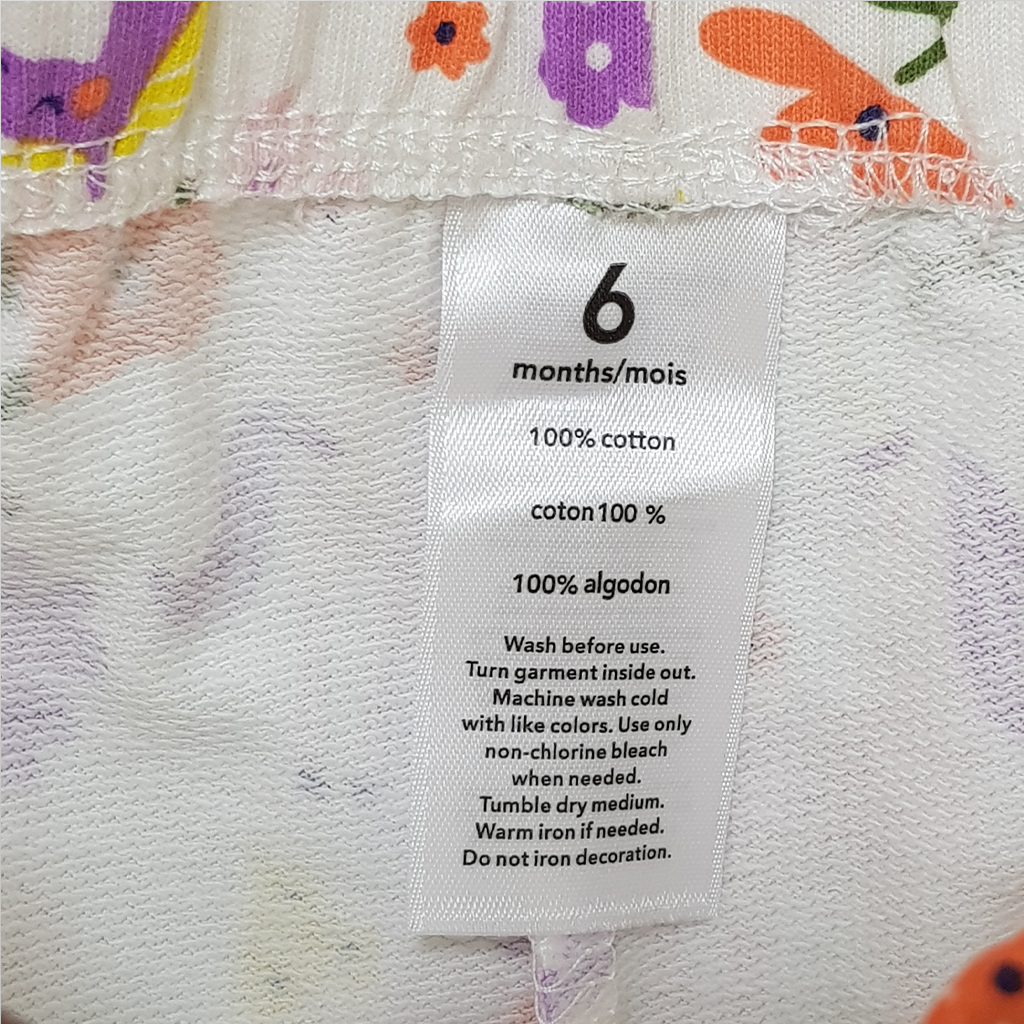 6
months/mois
100% cotton
coton100 %
100% algodon
Wash before use.
Turn garment inside out.
Machine wash cold
with like colors. Use only
non-chlorine bleach
when needed.
Tumble dry medium.
Warm iron if needed.
Do not iron decoration.